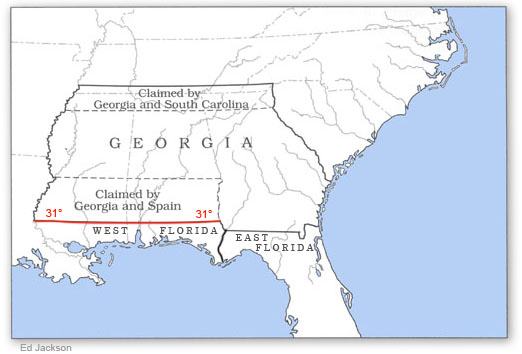 Claimed by
Georgia and South Carolina
GEORGIA
Claimed by
Georgia and Spain
31° 31°
WEST FLORIDA
EAST
FLORIDA
Ed Jackson